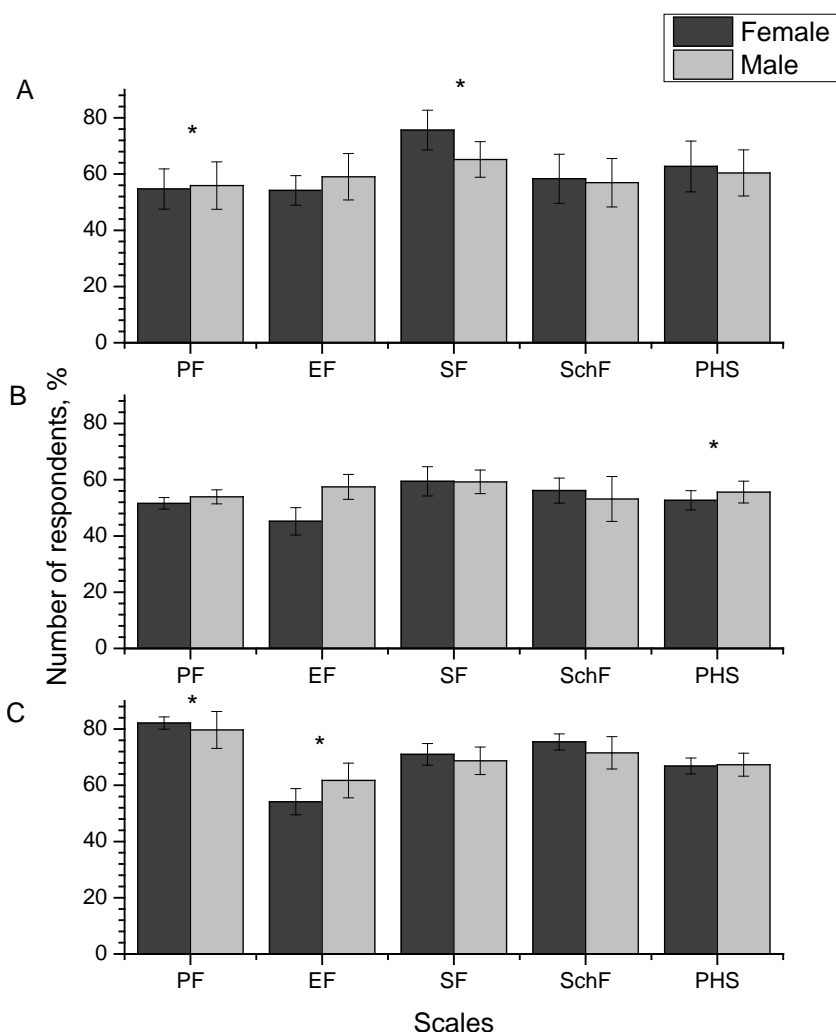 Female
Male
A
*
*
80
60
40
20
0
PF EF SF SchF PHS
B
*
80
60
40
20
0
PF EF SF SchF PHS
C
*
*
80
60
40
20
0
PF EF SF SchF PHS
Number of respondents, %
Scales